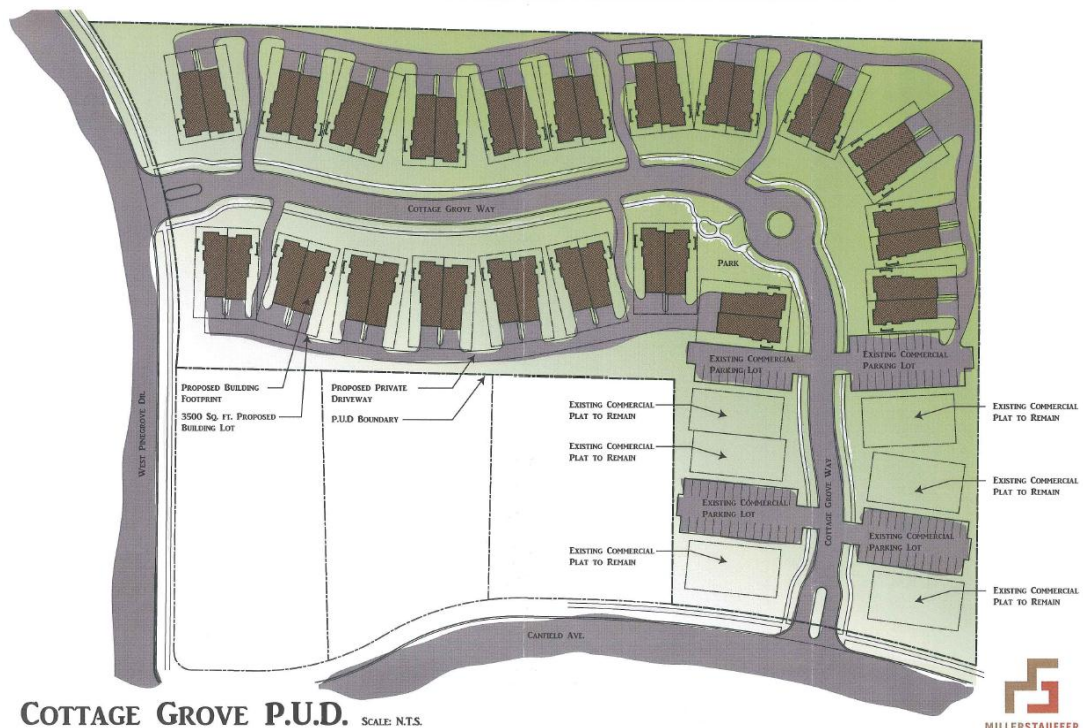 Cottage Grove Way
Park
Existing Commercial
Parking Lot
Existing Commercial
Parking Lot
Proposed Building
Footprint
3500 Sq. ft. Proposed
Building Lot
Proposed Private
Driveway
P.U.D Boundary
Existing Commercial
Plat to Remain
Existing Commercial
Plat to Remain
Existing Commercial
Plat to Remain
Existing Commercial
Plat to Remain
West Pinegrove Dr.
Existing Commercial
Parking Lot
Cottage Grove Way
Existing Commercial
Parking Lot
Existing Commercial
Plat to Remain
Existing Commercial
Plat to Remain
Canfield Ave.
Cottage Grove P.U.D. Scale: N.T.S.
MILLERSTAUFFER